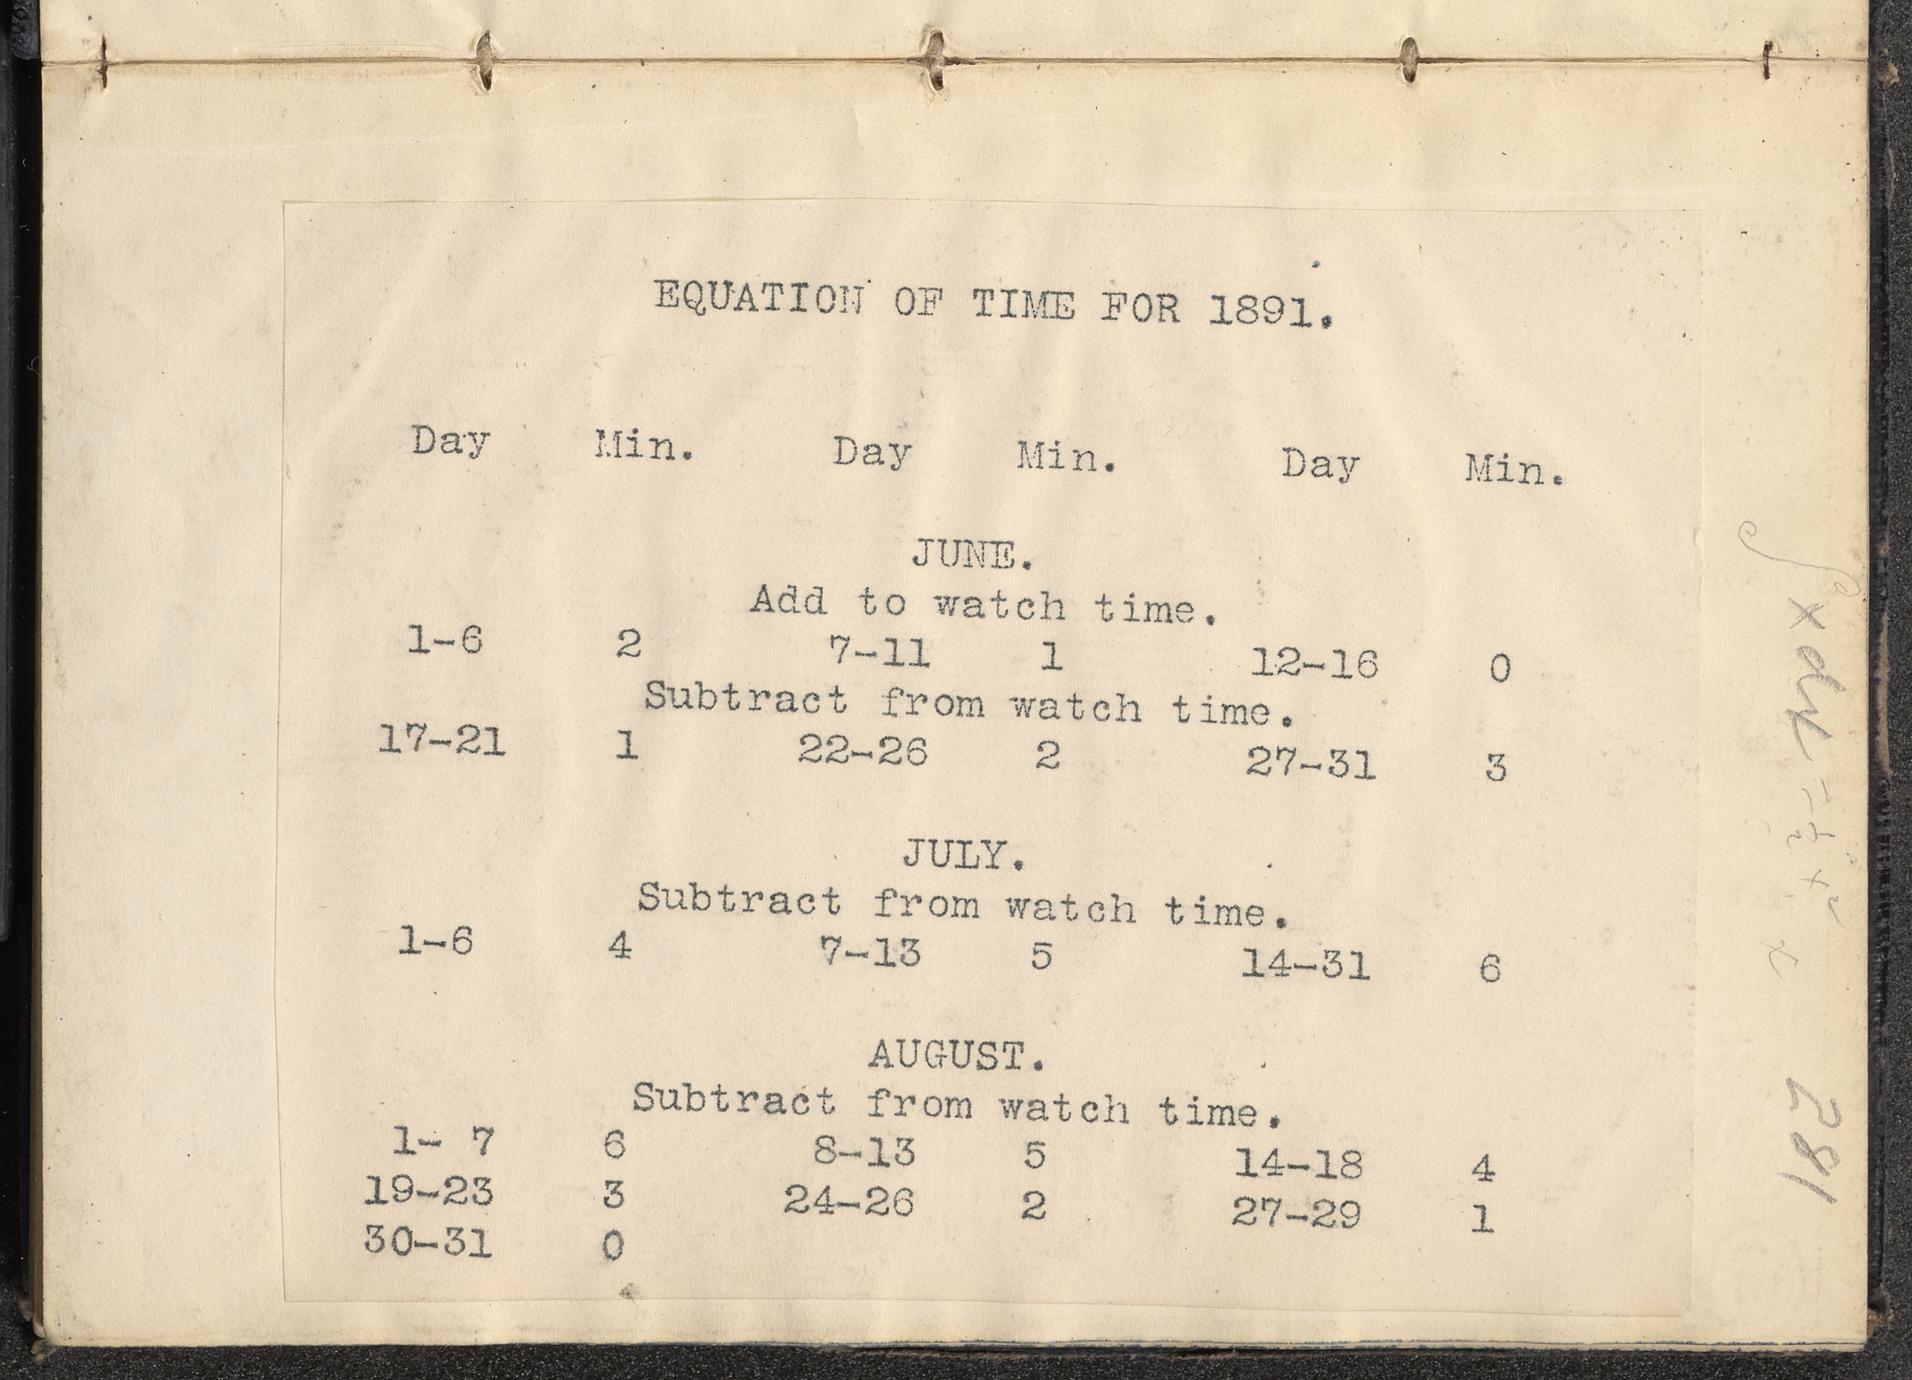 EQUATION OF TIME FOR 1891.
Day Min. Day Min. Day Min.
JUNE.
Add to watch time.
1-6 2 7-11 1 12-16 0
Subtract from watch time.
17-21 1 22-26 2 27-31 3
JULY.
Subtract from watch time.
1-6 4 7-13 5 14-31 6
AUGUST.
Subtract from watch time.
1- 7 6 8-13 5 14-18 4
19-23 3 24-26 2 27-29 1
30-31 0
281